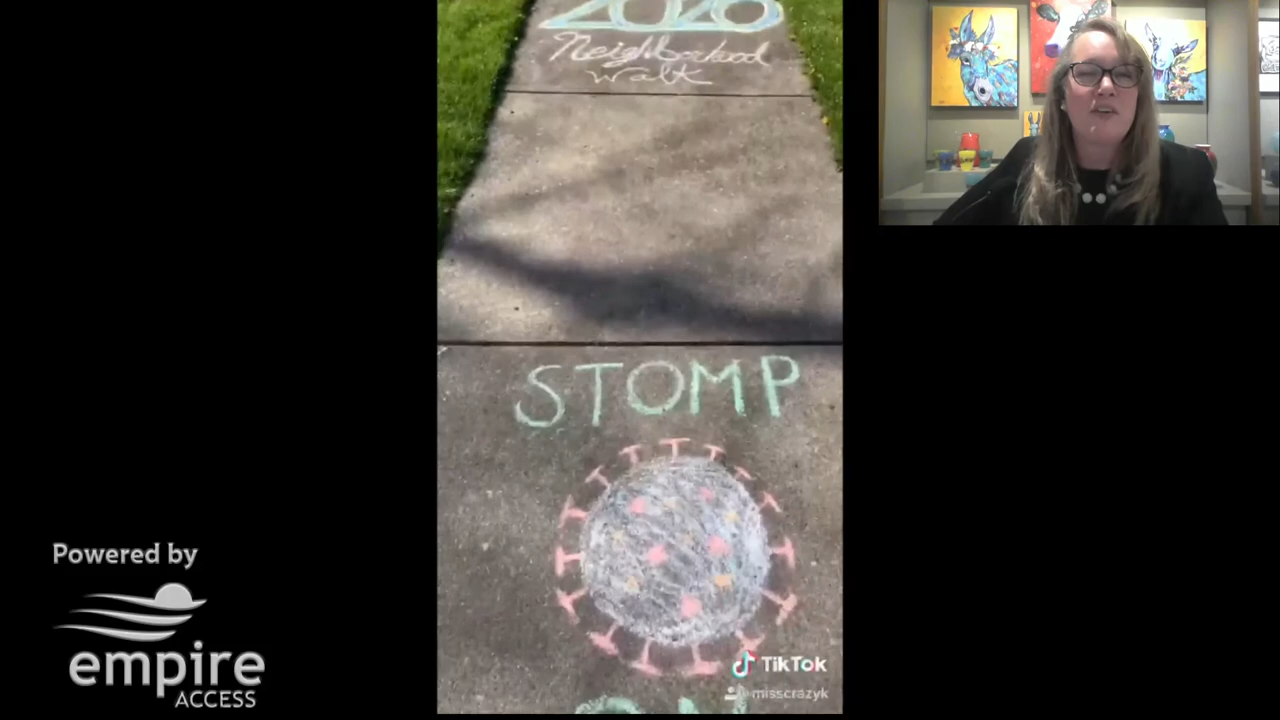 2020
Neighborhood
Walk
STOMP
TikTok
misscrazyk
Powered by
empire
ACCESS